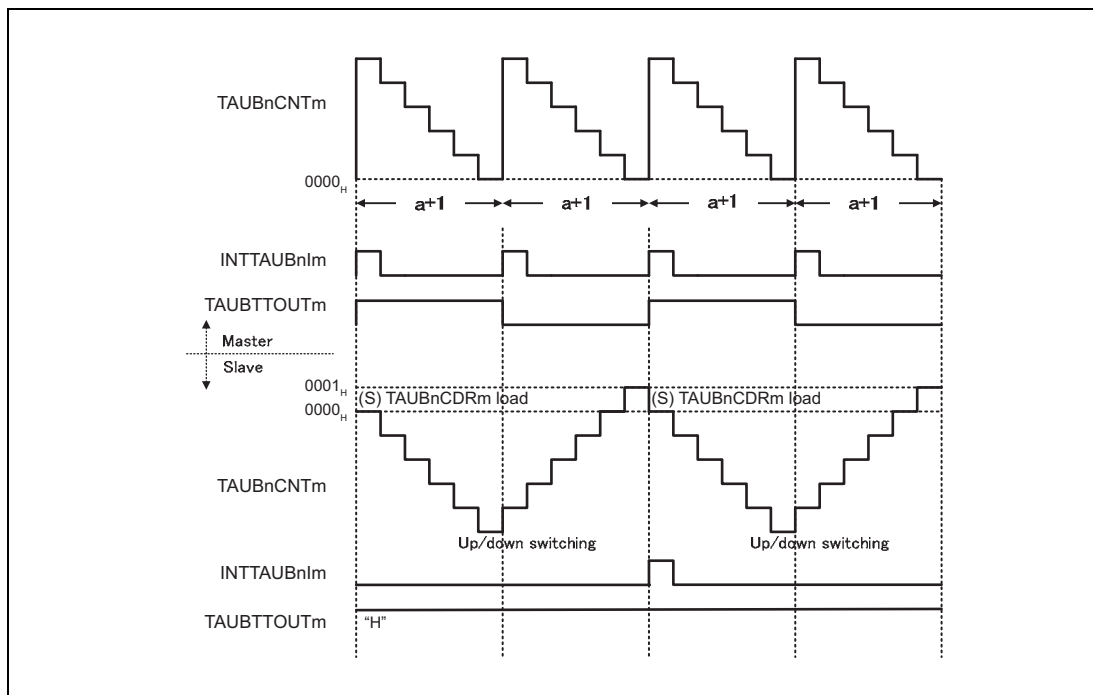 TAUBnCNTm
0000H
a+1 a+1 a+1 a+1
INTTAUBnIm
TAUBTTOUTm
Master
Slave
0001H
(S) TAUBnCDRm load (S) TAUBnCDRm load
0000H
TAUBnCNTm
Up/down switching Up/down switching
INTTAUBnIm
TAUBTTOUTm
“H”